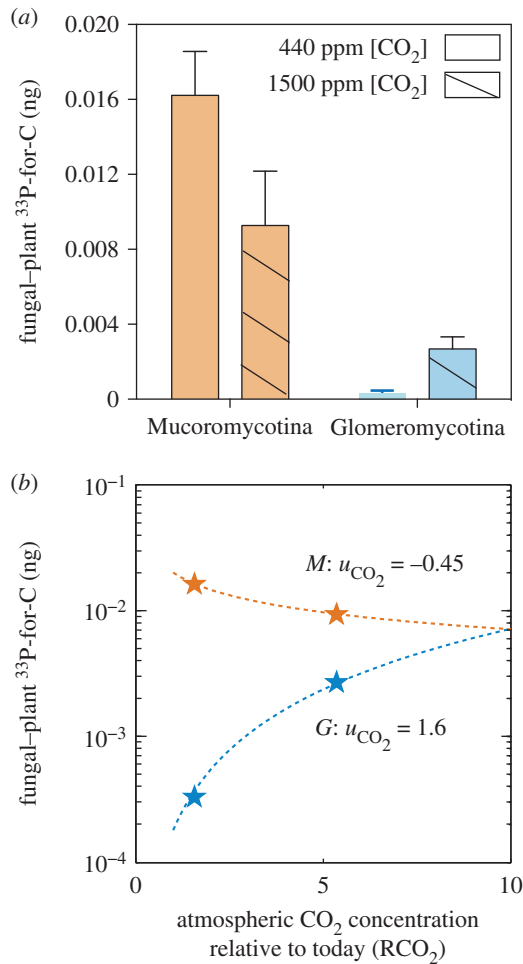 (a)
0.020
0.016
0.012
0.008
0.004
0
fungal–plant ³³P-for-C (ng)
440 ppm [CO₂]
1500 ppm [CO₂]
Mucoromycotina Glomeromycotina
(b)
10⁻¹
10⁻²
10⁻³
10⁻⁴
fungal–plant ³³P-for-C (ng)
M: u_CO₂ = –0.45
G: u_CO₂ = 1.6
0 5 10
atmospheric CO₂ concentration
relative to today (RCO₂)